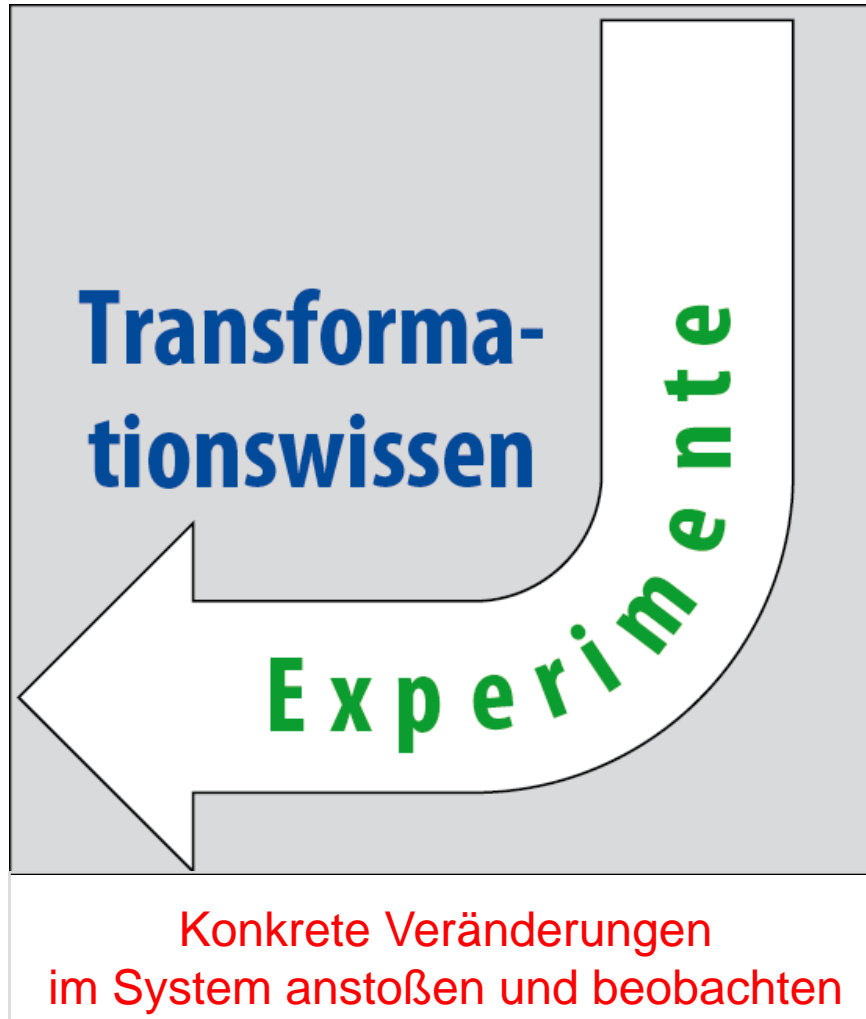 Transforma-
tionswissen
Experimente
Konkrete Veränderungen
im System anstoßen und beobachten